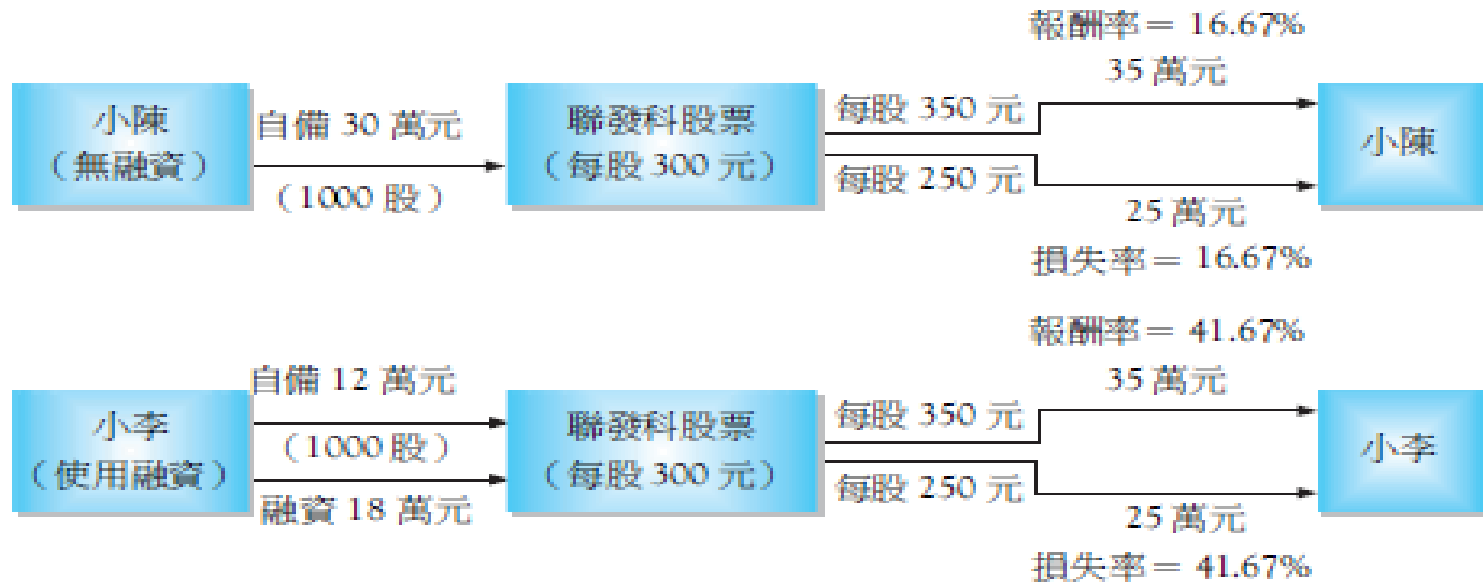 報酬率＝ 16.67%
35 萬元
小陳
（無融資）
自備 30 萬元
（1000 股）
聯發科股票
（每股 300 元）
每股 350 元
每股 250 元
小陳
25 萬元
損失率＝ 16.67%
報酬率＝ 41.67%
35 萬元
小李
（使用融資）
自備 12 萬元
（1000 股）
融資 18 萬元
聯發科股票
（每股 300 元）
每股 350 元
每股 250 元
小李
25 萬元
損失率＝ 41.67%